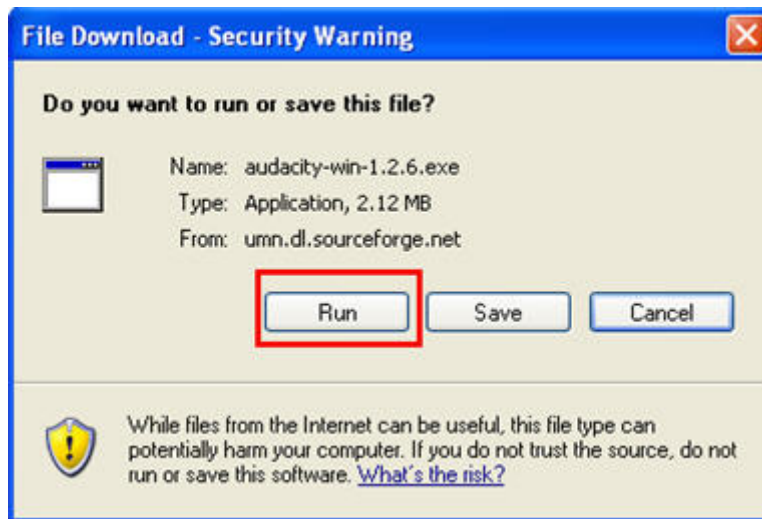 File Download - Security Warning
Do you want to run or save this file?
Name: audacity-win-1.2.6.exe
Type: Application, 2.12 MB
From: umn.dl.sourceforge.net
Run Save Cancel
While files from the Internet can be useful, this file type can
potentially harm your computer. If you do not trust the source, do not
run or save this software. What's the risk?